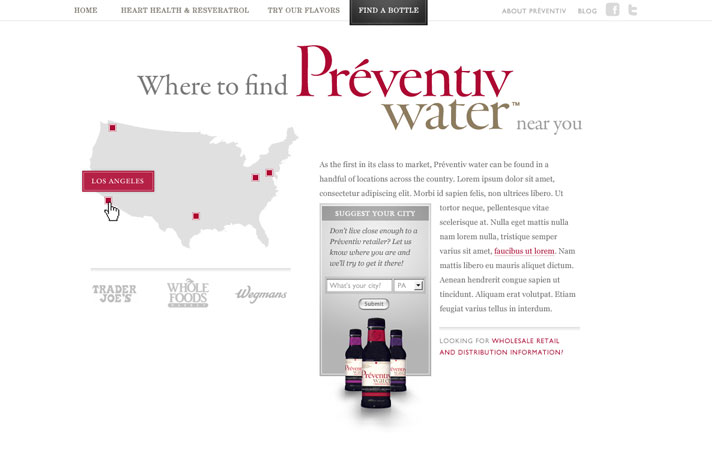 HOME HEART HEALTH & RESVERATROL TRY OUR FLAVORS FIND A BOTTLE ABOUT PRÉVENTIV BLOG
Where to find Préventiv
water™ near you
LOS ANGELES
TRADER JOE'S
WHOLE FOODS MARKET
Wegmans
As the first in its class to market, Préventiv water can be found in a
handful of locations across the country. Lorem ipsum dolor sit amet,
consectetur adipiscing elit. Morbi id sapien felis, non ultrices libero. Ut
tortor neque, pellentesque vitae
scelerisque at. Nulla eget mattis nulla
nam lorem nulla, tristique semper
varius sit amet, faucibus ut lorem. Nam
mattis libero eu mauris aliquet dictum.
Aenean hendrerit congue sapien ut
tincidunt. Aliquam erat volutpat. Etiam
feugiat varius tellus in interdum.
SUGGEST YOUR CITY
Don't live close enough to a
Préventiv retailer? Let us
know where you are and
we'll try to get it there!
What's your city? PA
Submit
Préventiv
water
LOOKING FOR WHOLESALE RETAIL
AND DISTRIBUTION INFORMATION?